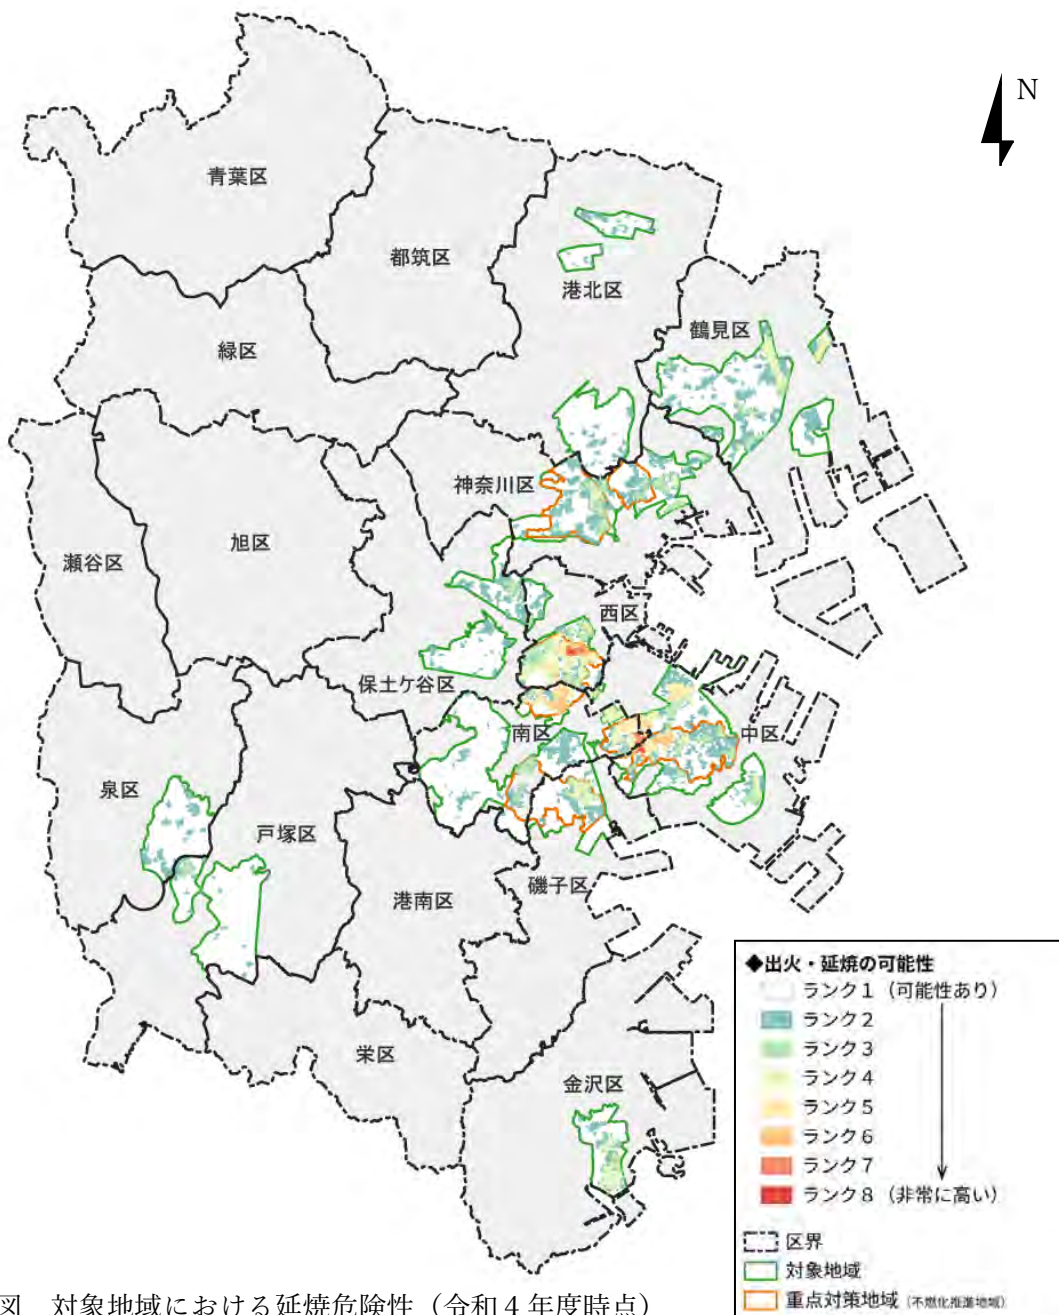 N
青葉区
都筑区
港北区
鶴見区
緑区
神奈川区
旭区
瀬谷区
西区
保土ケ谷区
南区
中区
泉区
戸塚区
磯子区
港南区
栄区
金沢区
◆出火・延焼の可能性
ランク1（可能性あり）
ランク2
ランク3
ランク4
ランク5
ランク6
ランク7
ランク8（非常に高い）
区界
対象地域
重点対策地域（不燃化推進地域）
図 対象地域における延焼危険性（令和4年度時点）